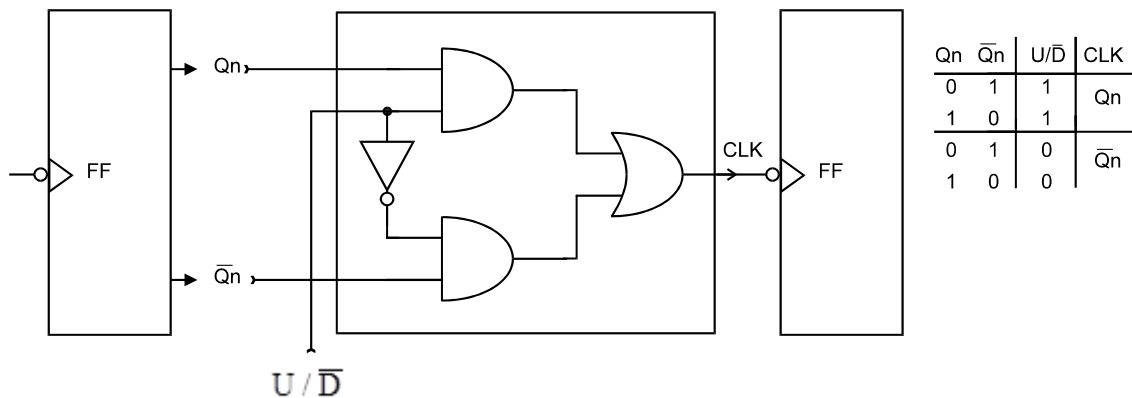 Qn
Q̅n
FF
U / D̅
CLK
FF
Qn Q̅n U/D̅ CLK
0 1 1 Qn
1 0 1
0 1 0 Q̅n
1 0 0